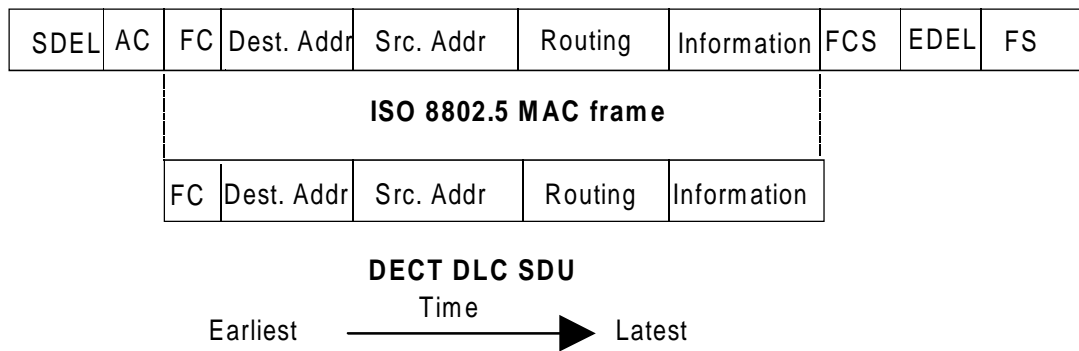 SDEL AC FC Dest. Addr Src. Addr Routing Information FCS EDEL FS
ISO 8802.5 MAC frame
FC Dest. Addr Src. Addr Routing Information
DECT DLC SDU
Time
Earliest Latest